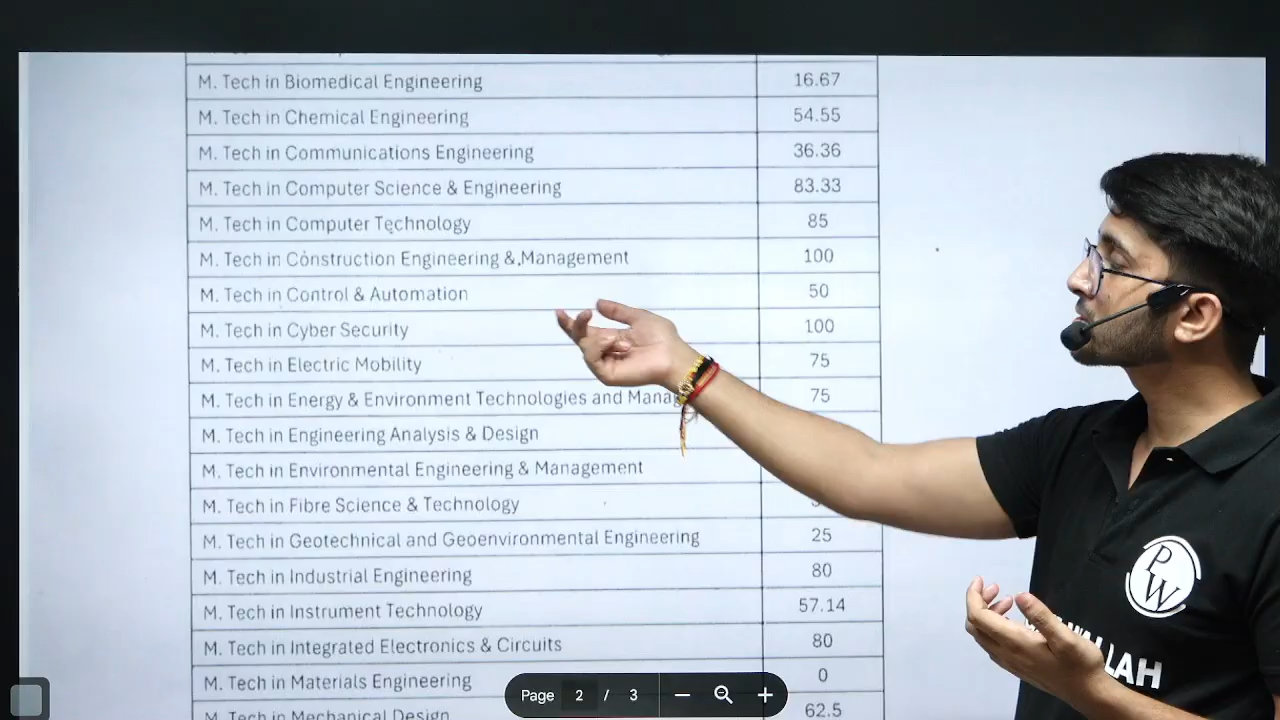 M. Tech in Biomedical Engineering 16.67
M. Tech in Chemical Engineering 54.55
M. Tech in Communications Engineering 36.36
M. Tech in Computer Science & Engineering 83.33
M. Tech in Computer Technology 85
M. Tech in Construction Engineering & Management 100
M. Tech in Control & Automation 50
M. Tech in Cyber Security 100
M. Tech in Electric Mobility 75
M. Tech in Energy & Environment Technologies and 75
M. Tech in Engineering Analysis & Design
M. Tech in Environmental Engineering & Management
M. Tech in Fibre Science & Technology
M. Tech in Geotechnical and Geoenvironmental Engineering 25
M. Tech in Industrial Engineering 80
M. Tech in Instrument Technology 57.14
M. Tech in Integrated Electronics & Circuits 80
M. Tech in Materials Engineering 0
M. Tech in Mechanical Design 62.5
Page 2 / 3
PW